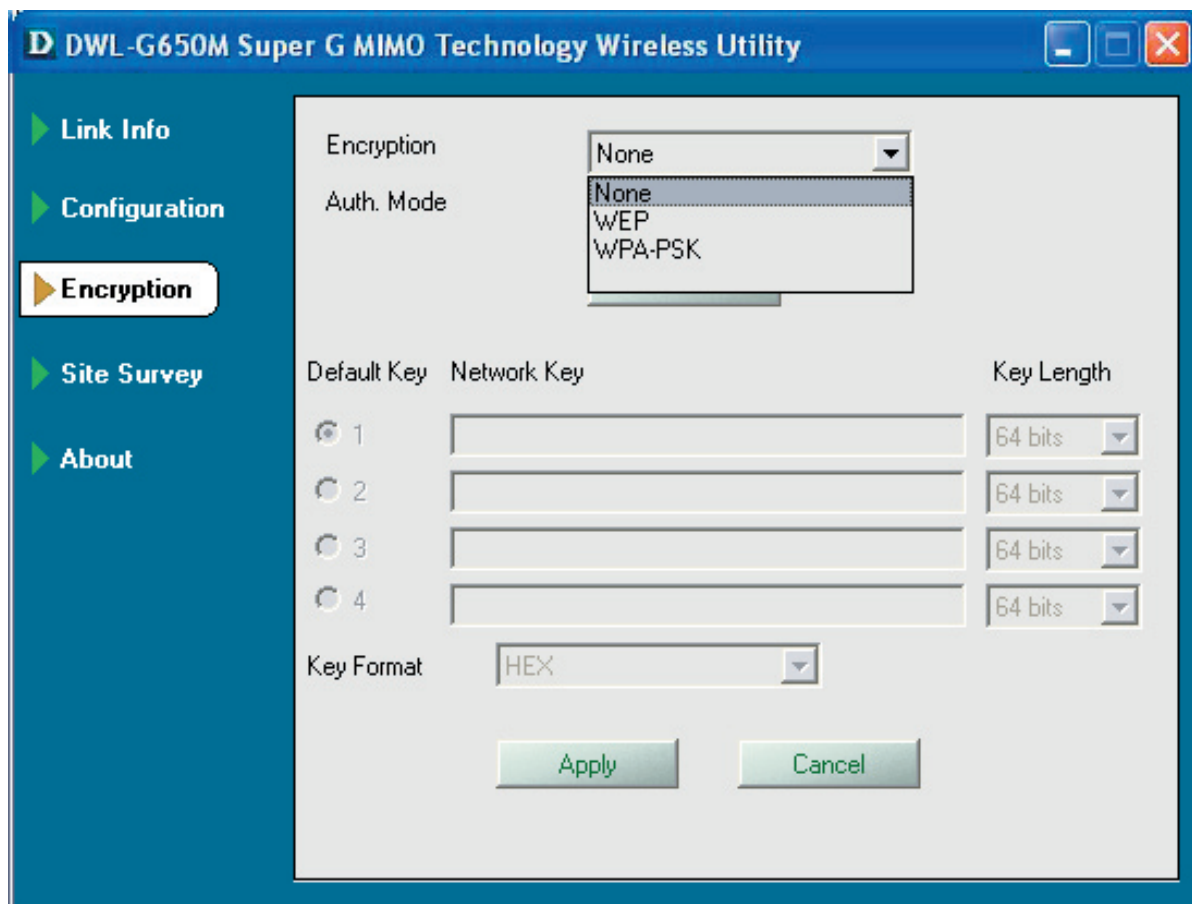 D DWL-G650M Super G MIMO Technology Wireless Utility
Link Info
Configuration
Encryption
Site Survey
About
Encryption None
None
WEP
WPA-PSK
Auth. Mode
Default Key Network Key Key Length
1 64 bits
2 64 bits
3 64 bits
4 64 bits
Key Format HEX
Apply Cancel